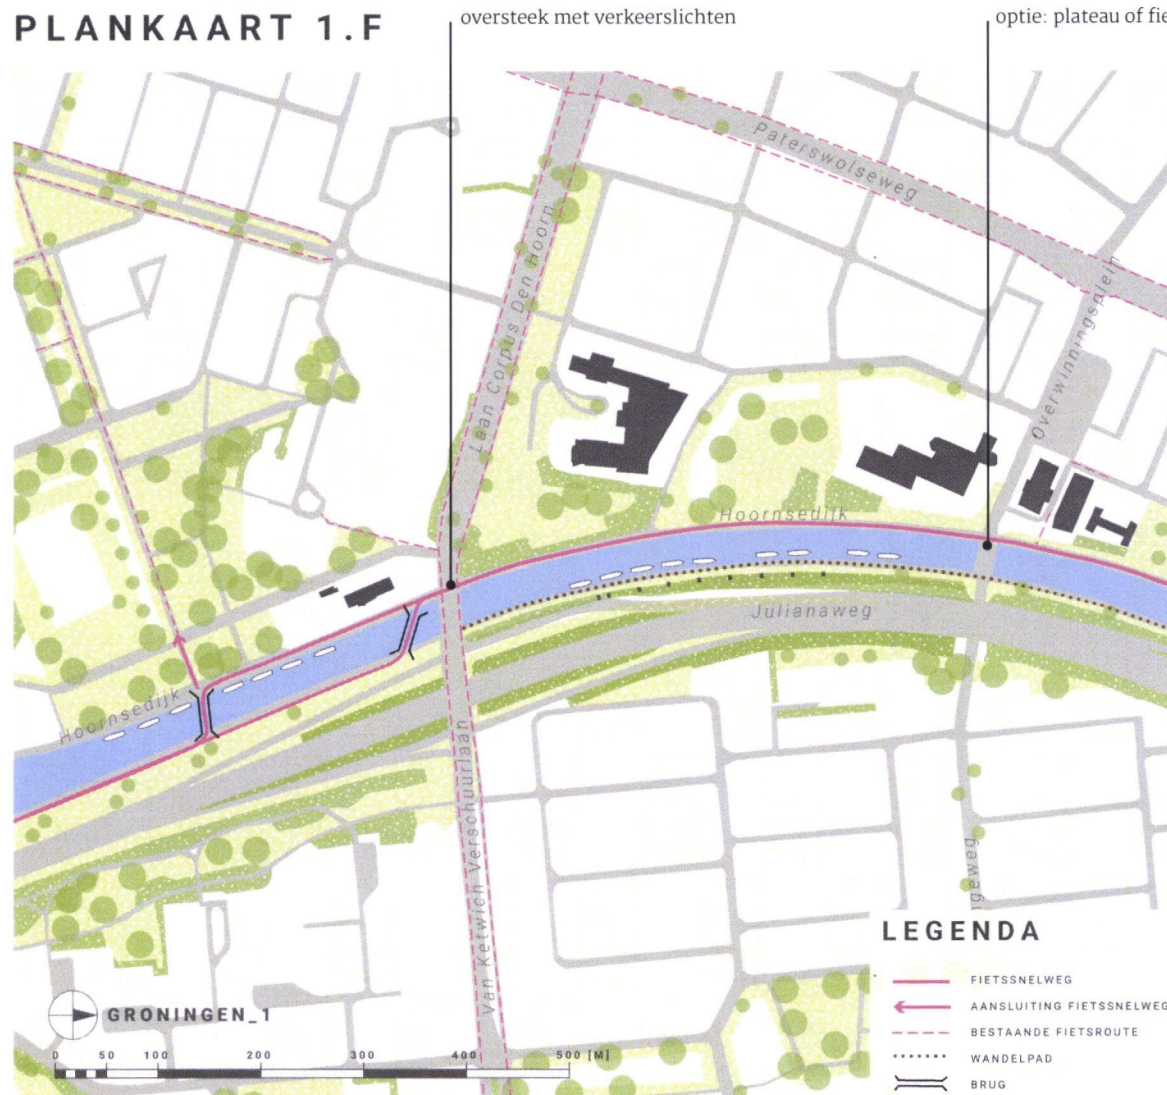 PLANKAART 1.F
oversteek met verkeerslichten
optie: plateau of fie
Paterswolseweg
Laan Corpus Den Hoorn
Overwinningsplein
Hoornsedijk
Julianaweg
Hoornsedijk
Van Ketwich Verschuurlaan
ngeweg
LEGENDA
FIETSSNELWEG
AANSLUITING FIETSSNELWEG
BESTAANDE FIETSROUTE
WANDELPAD
BRUG
GRONINGEN_1
0 50 100 200 300 400 500 [M]